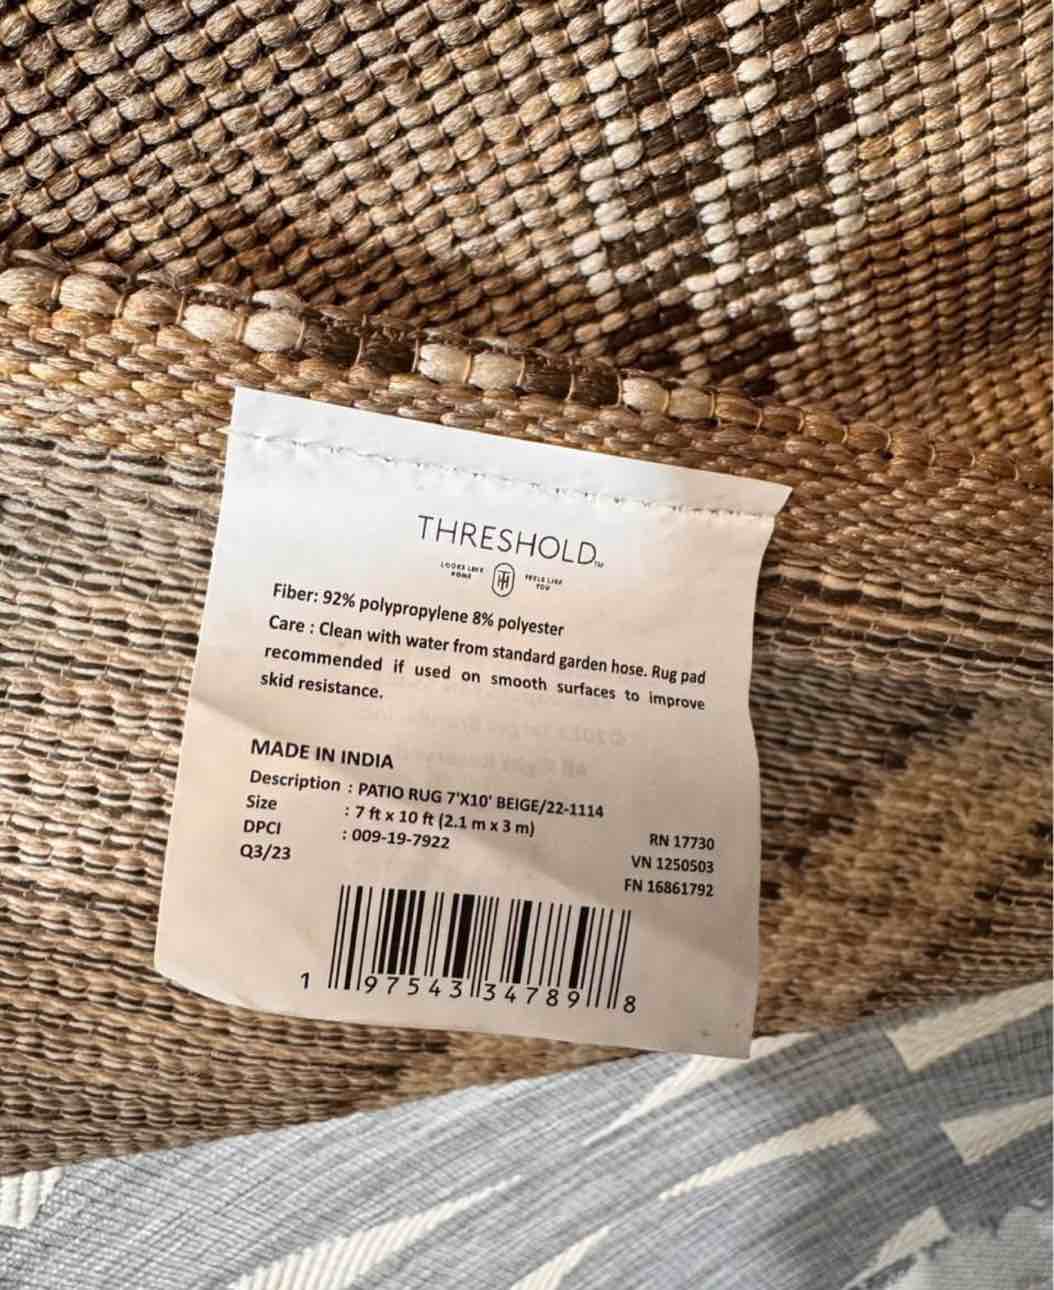 THRESHOLD™
LOOKS LIKE HOME TH FEELS LIKE YOU
Fiber: 92% polypropylene 8% polyester
Care : Clean with water from standard garden hose. Rug pad
recommended if used on smooth surfaces to improve
skid resistance.
MADE IN INDIA
Description : PATIO RUG 7'X10' BEIGE/22-1114
Size : 7 ft x 10 ft (2.1 m x 3 m)
DPCI : 009-19-7922
Q3/23
RN 17730
VN 1250503
FN 16861792
1 97543 34789 8